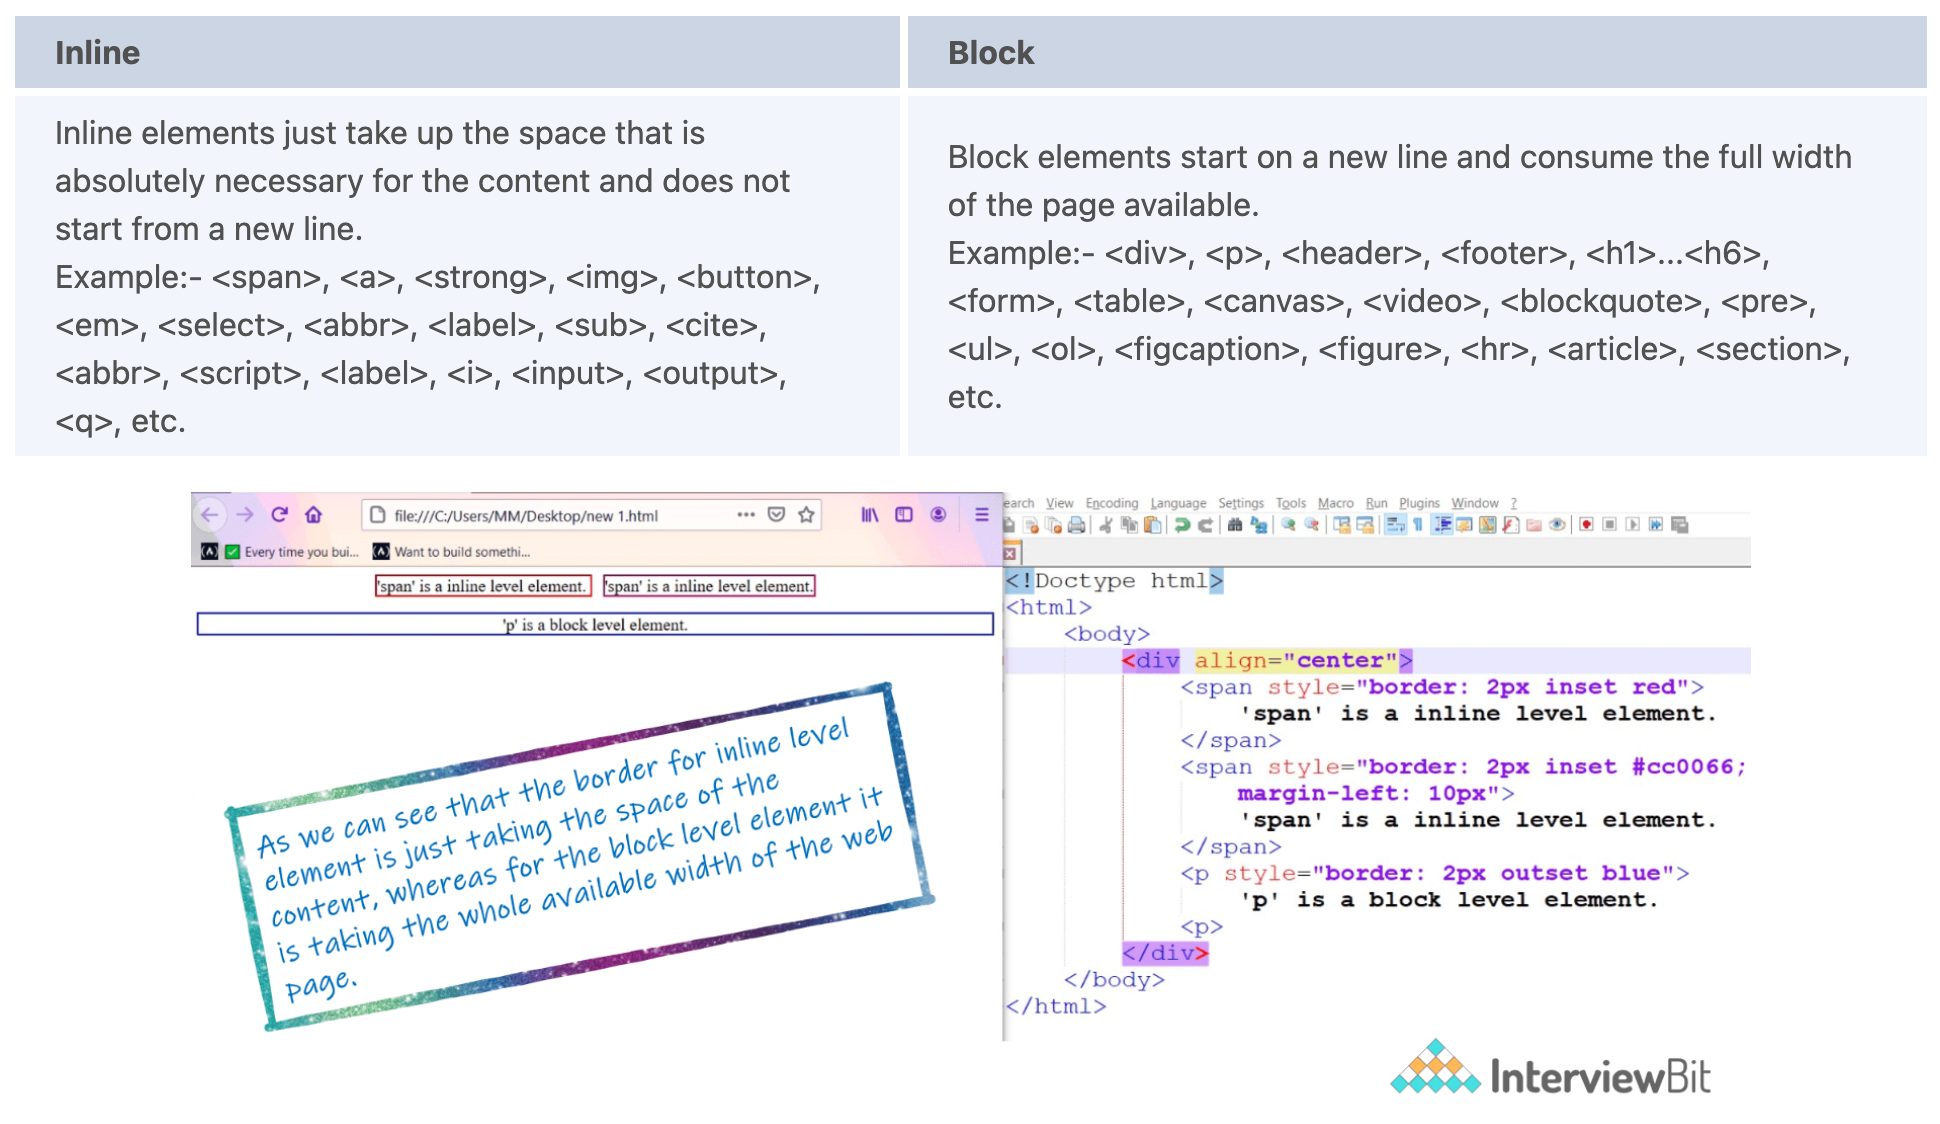 Inline
Block
Inline elements just take up the space that is
absolutely necessary for the content and does not
start from a new line.
Example:- <span>, <a>, <strong>, <img>, <button>,
<em>, <select>, <abbr>, <label>, <sub>, <cite>,
<abbr>, <script>, <label>, <i>, <input>, <output>,
<q>, etc.
Block elements start on a new line and consume the full width
of the page available.
Example:- <div>, <p>, <header>, <footer>, <h1>...<h6>,
<form>, <table>, <canvas>, <video>, <blockquote>, <pre>,
<ul>, <ol>, <figcaption>, <figure>, <hr>, <article>, <section>,
etc.
file:///C:/Users/MM/Desktop/new 1.html
Every time you bui...
Want to build somethi...
'span' is a inline level element.
'span' is a inline level element.
'p' is a block level element.
As we can see that the border for inline level
element is just taking the space of the
content, whereas for the block level element it
is taking the whole available width of the web
page.
earch View Encoding Language Settings Tools Macro Run Plugins Window ?
<!Doctype html>
<html>
<body>
<div align="center">
<span style="border: 2px inset red">
'span' is a inline level element.
</span>
<span style="border: 2px inset #cc0066;
margin-left: 10px">
'span' is a inline level element.
</span>
<p style="border: 2px outset blue">
'p' is a block level element.
<p>
</div>
</body>
</html>
InterviewBit